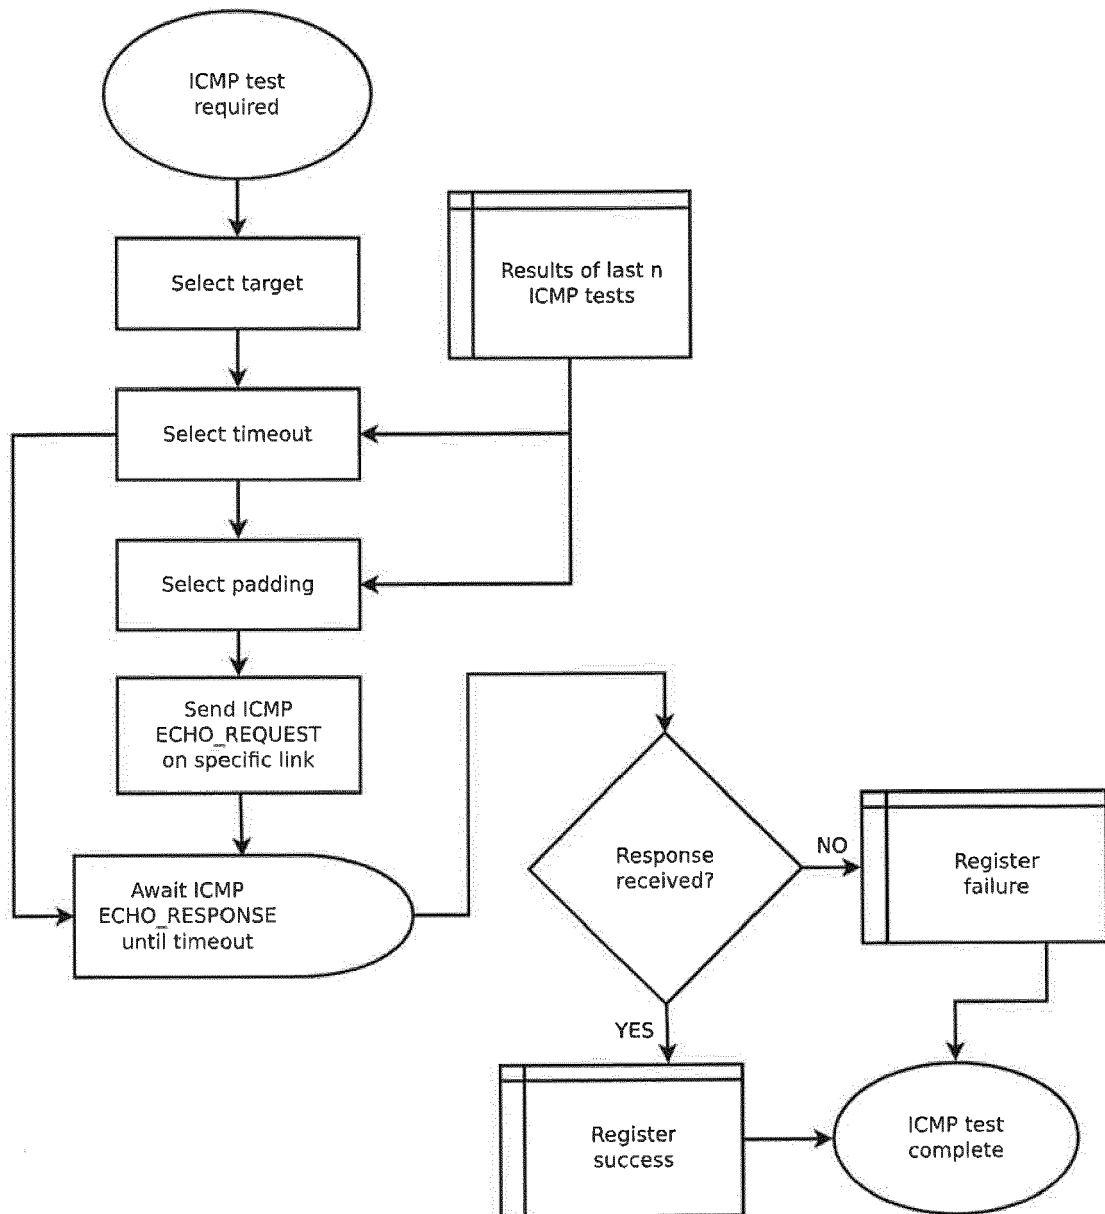 ICMP test
required
Select target
Results of last n
ICMP tests
Select timeout
Select padding
Send ICMP
ECHO_REQUEST
on specific link
Await ICMP
ECHO_RESPONSE
until timeout
Response
received?
NO
Register
failure
YES
Register
success
ICMP test
complete